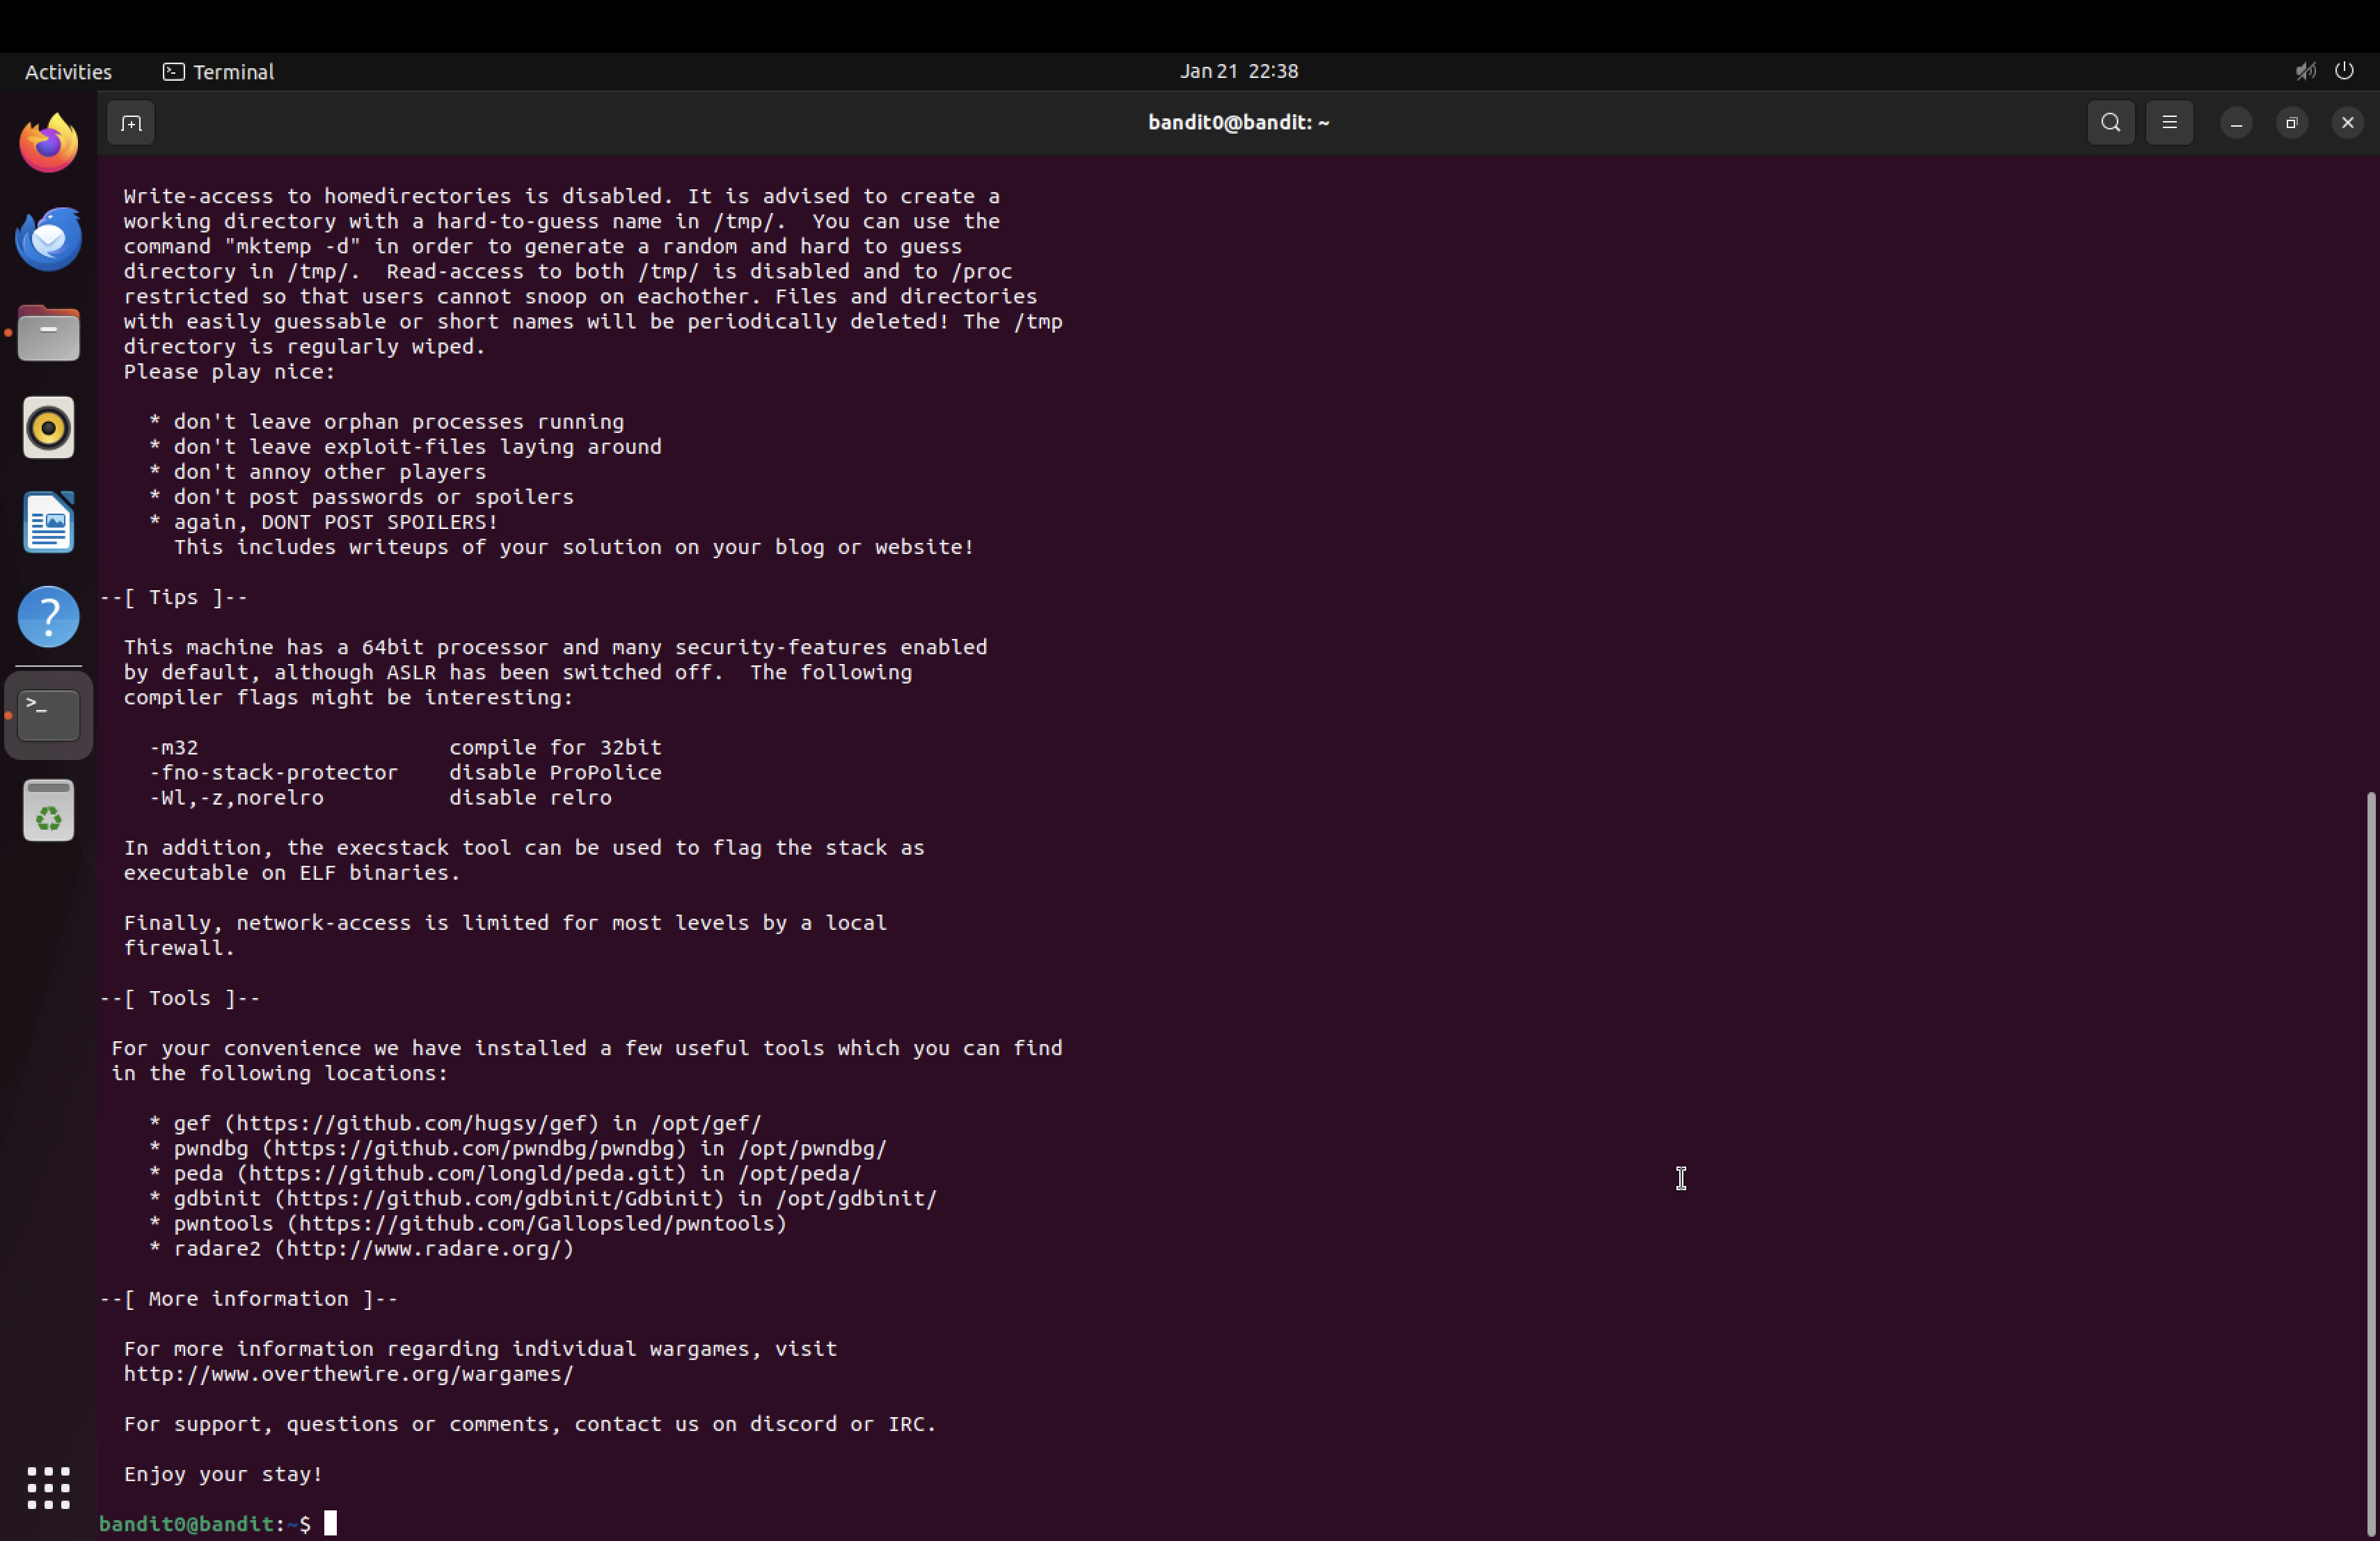 Activities
Terminal
Jan 21 22:38
bandit0@bandit: ~
Write-access to homedirectories is disabled. It is advised to create a
working directory with a hard-to-guess name in /tmp/.  You can use the
command "mktemp -d" in order to generate a random and hard to guess
directory in /tmp/.  Read-access to both /tmp/ is disabled and to /proc
restricted so that users cannot snoop on eachother. Files and directories
with easily guessable or short names will be periodically deleted! The /tmp
directory is regularly wiped.
Please play nice:
* don't leave orphan processes running
* don't leave exploit-files laying around
* don't annoy other players
* don't post passwords or spoilers
* again, DONT POST SPOILERS!
This includes writeups of your solution on your blog or website!
--[ Tips ]--
This machine has a 64bit processor and many security-features enabled
by default, although ASLR has been switched off.  The following
compiler flags might be interesting:
-m32                    compile for 32bit
-fno-stack-protector    disable ProPolice
-Wl,-z,norelro          disable relro
In addition, the execstack tool can be used to flag the stack as
executable on ELF binaries.
Finally, network-access is limited for most levels by a local
firewall.
--[ Tools ]--
For your convenience we have installed a few useful tools which you can find
in the following locations:
* gef (https://github.com/hugsy/gef) in /opt/gef/
* pwndbg (https://github.com/pwndbg/pwndbg) in /opt/pwndbg/
* peda (https://github.com/longld/peda.git) in /opt/peda/
* gdbinit (https://github.com/gdbinit/Gdbinit) in /opt/gdbinit/
* pwntools (https://github.com/Gallopsled/pwntools)
* radare2 (http://www.radare.org/)
--[ More information ]--
For more information regarding individual wargames, visit
http://www.overthewire.org/wargames/
For support, questions or comments, contact us on discord or IRC.
Enjoy your stay!
bandit0@bandit:~$